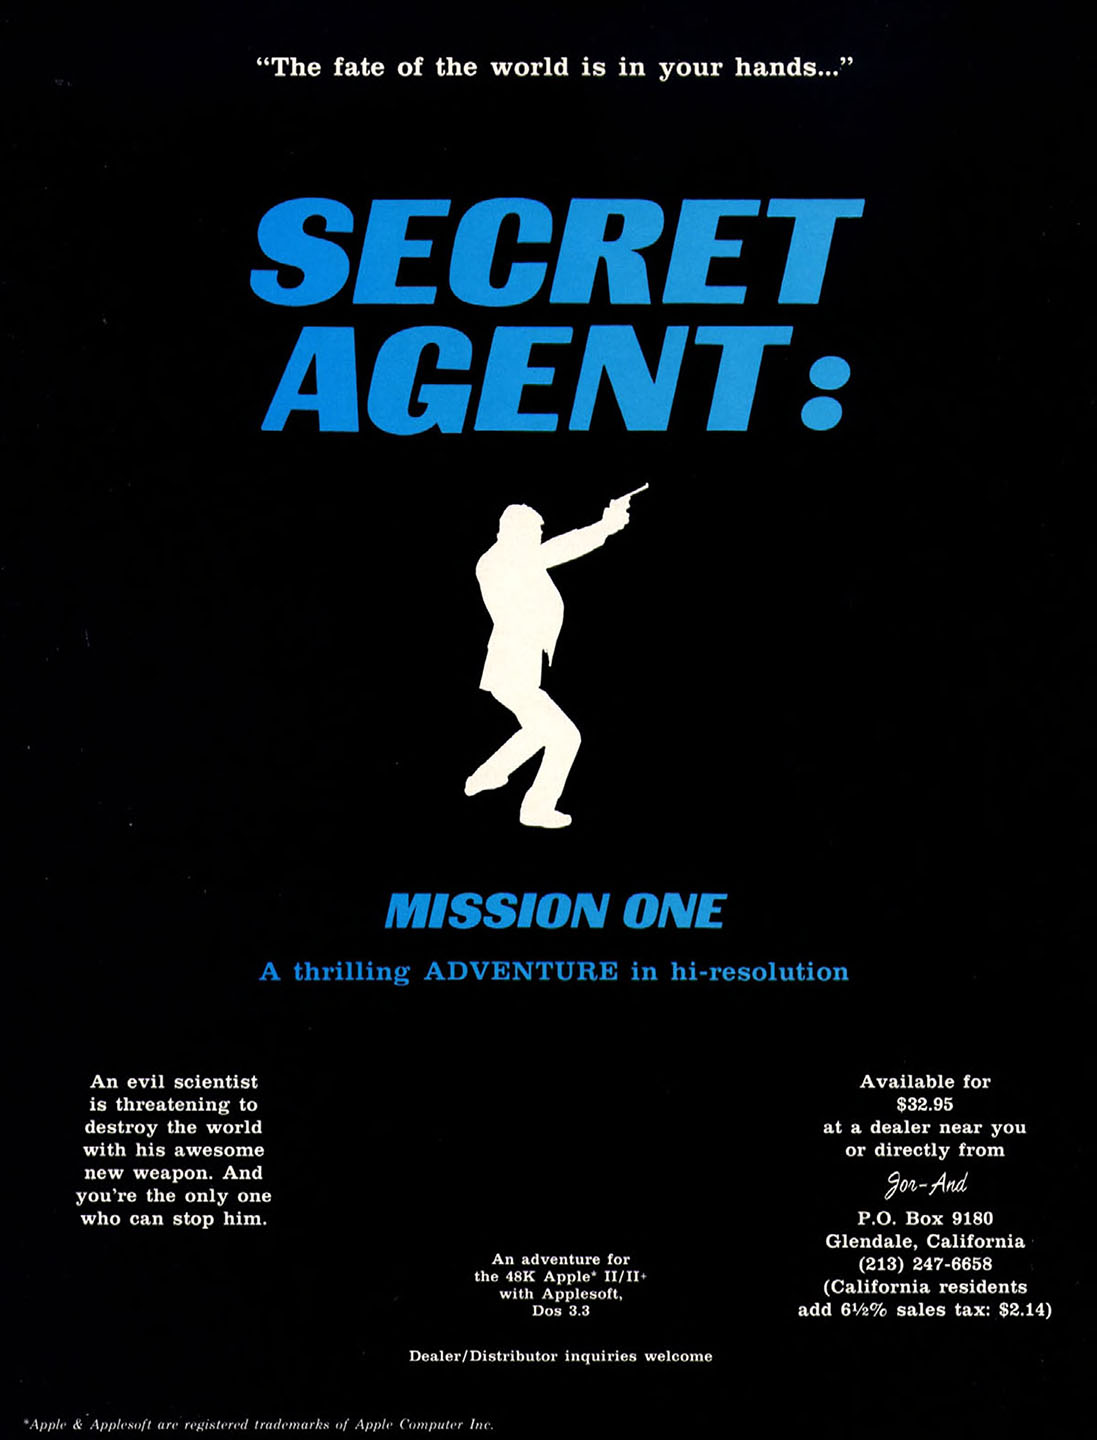 “The fate of the world is in your hands...”
SECRET
AGENT:
MISSION ONE
A thrilling ADVENTURE in hi-resolution
An evil scientist
is threatening to
destroy the world
with his awesome
new weapon. And
you're the only one
who can stop him.
An adventure for
the 48K Apple* II/II+
with Applesoft,
Dos 3.3
Available for
$32.95
at a dealer near you
or directly from
Jor-And
P.O. Box 9180
Glendale, California
(213) 247-6658
(California residents
add 6½% sales tax: $2.14)
Dealer/Distributor inquiries welcome
*Apple & Applesoft are registered trademarks of Apple Computer Inc.